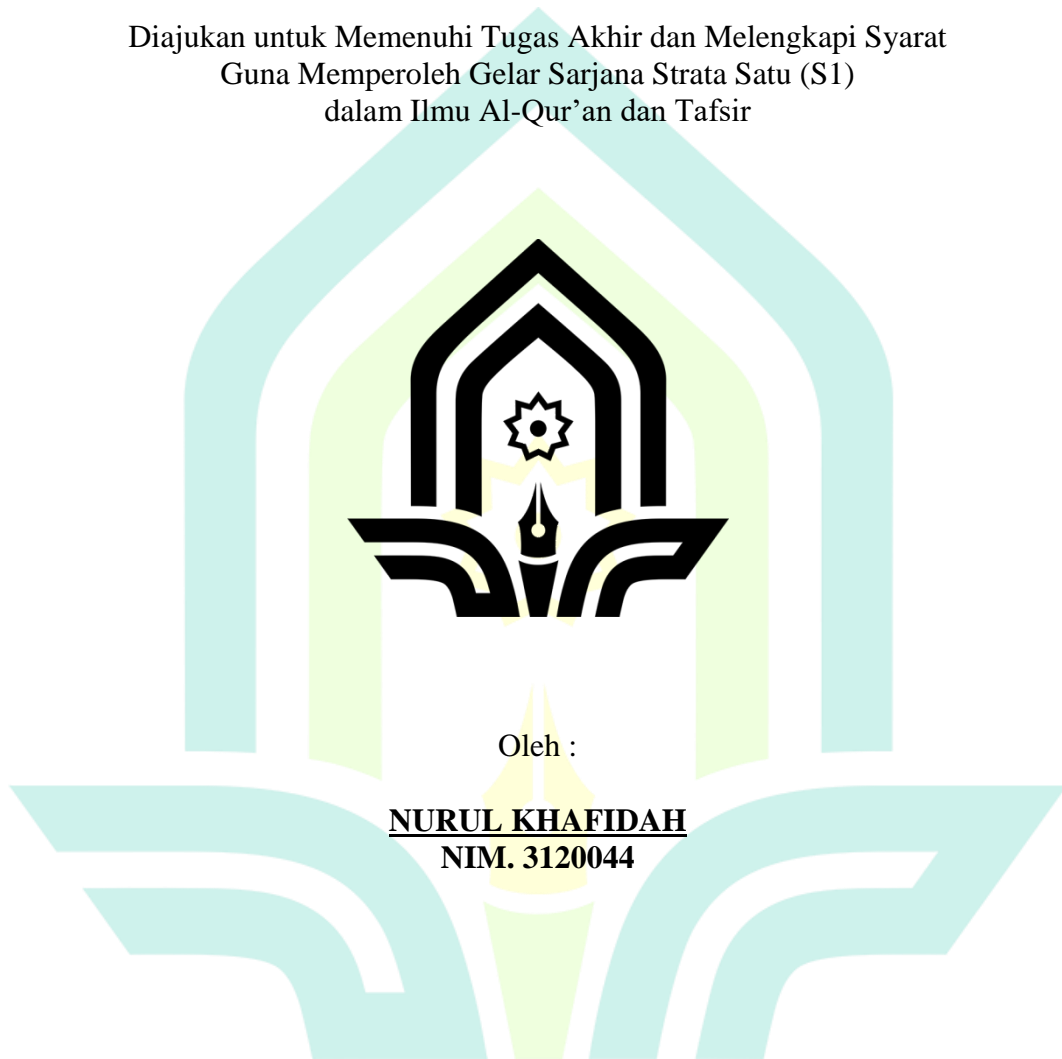 Diajukan untuk Memenuhi Tugas Akhir dan Melengkapi Syarat
Guna Memperoleh Gelar Sarjana Strata Satu (S1)
dalam Ilmu Al-Qur’an dan Tafsir
Oleh :
NURUL KHAFIDAH
NIM. 3120044